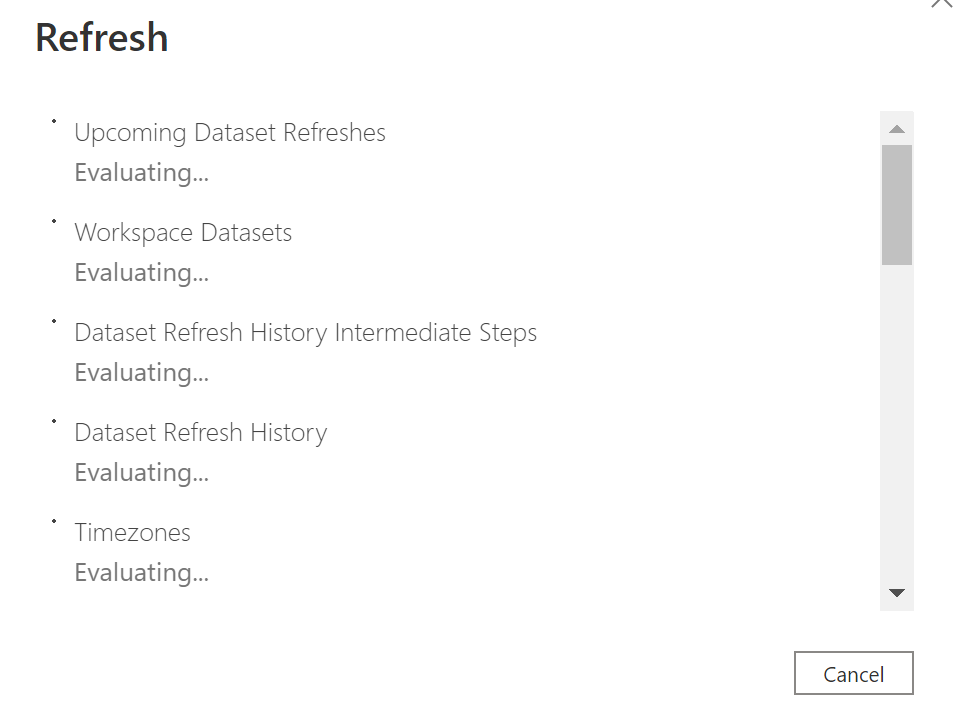 Refresh
Upcoming Dataset Refreshes
Evaluating...
Workspace Datasets
Evaluating...
Dataset Refresh History Intermediate Steps
Evaluating...
Dataset Refresh History
Evaluating...
Timezones
Evaluating...
Cancel